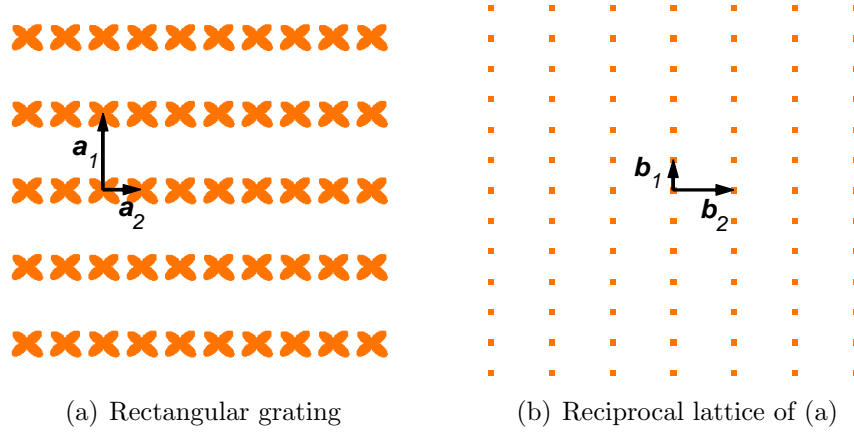 a1
a2
b1
b2
(a) Rectangular grating
(b) Reciprocal lattice of (a)